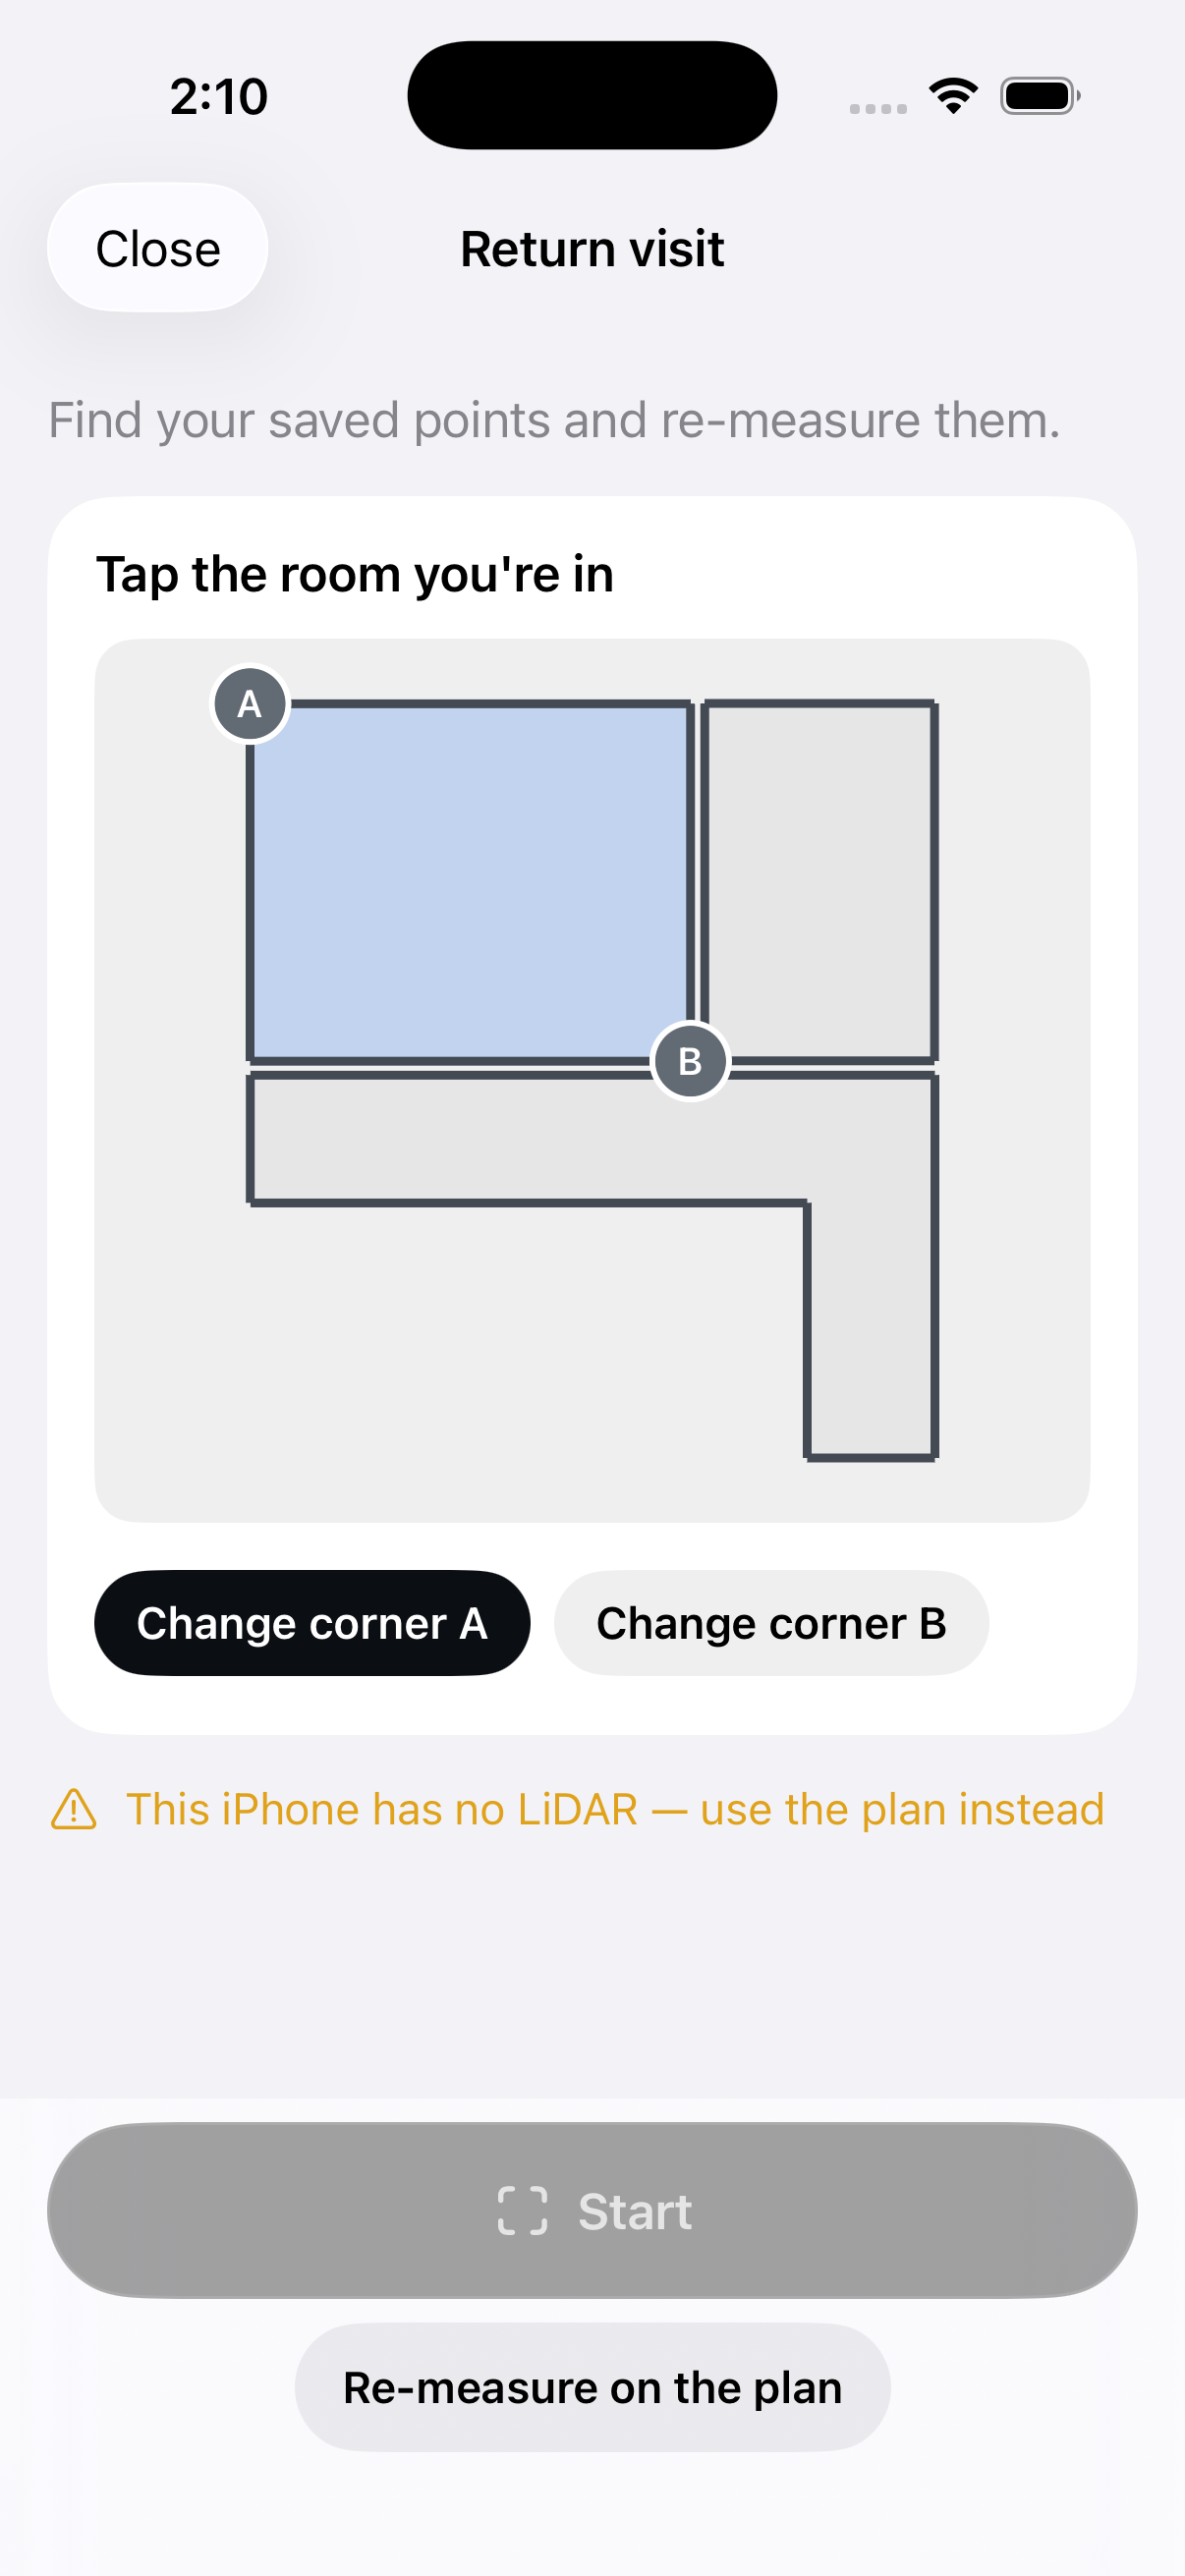 2:10
Close
Return visit
Find your saved points and re-measure them.
Tap the room you're in
A
B
Change corner A
Change corner B
This iPhone has no LiDAR — use the plan instead
Start
Re-measure on the plan